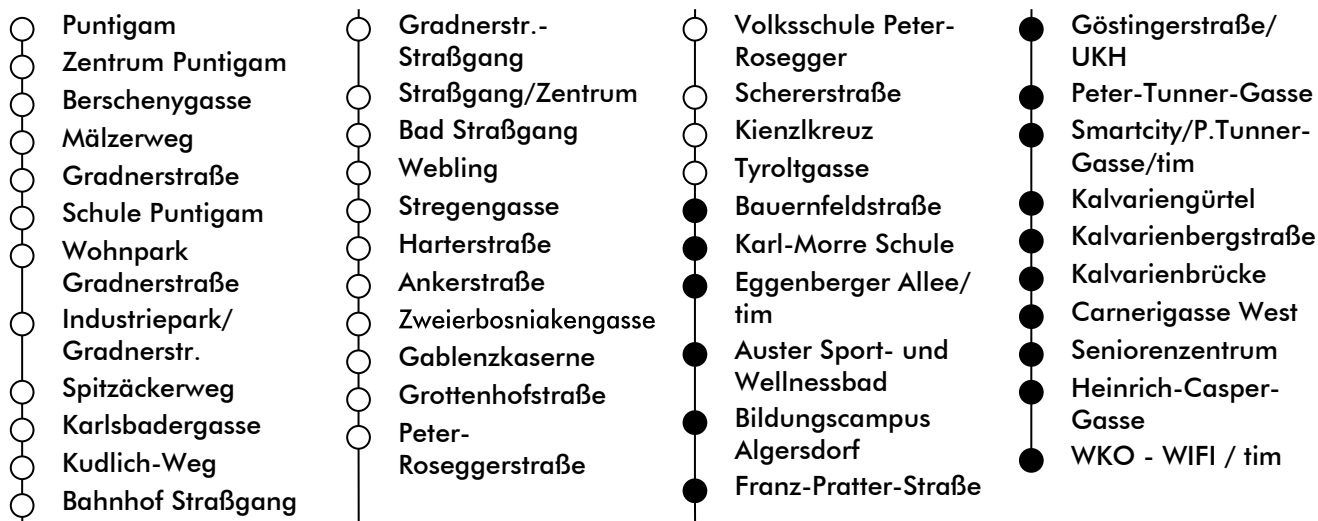 Puntigam
Zentrum Puntigam
Berschenygasse
Mälzerweg
Gradnerstraße
Schule Puntigam
Wohnpark
Gradnerstraße
Industriepark/
Gradnerstr.
Spitzäckerweg
Karlsbadergasse
Kudlich-Weg
Bahnhof Straßgang
Gradnerstr.-
Straßgang
Straßgang/Zentrum
Bad Straßgang
Webling
Stregengasse
Harterstraße
Ankerstraße
Zweierbosniakengasse
Gablenzkaserne
Grottenhofstraße
Peter-
Roseggerstraße
Volksschule Peter-
Rosegger
Schererstraße
Kienzlkreuz
Tyroltgasse
Bauernfeldstraße
Karl-Morre Schule
Eggenberger Allee/
tim
Auster Sport- und
Wellnessbad
Bildungscampus
Algersdorf
Franz-Pratter-Straße
Göstingerstraße/
UKH
Peter-Tunner-Gasse
Smartcity/P.Tunner-
Gasse/tim
Kalvariengürtel
Kalvarienbergstraße
Kalvarienbrücke
Carnerigasse West
Seniorenzentrum
Heinrich-Casper-
Gasse
WKO - WIFI / tim